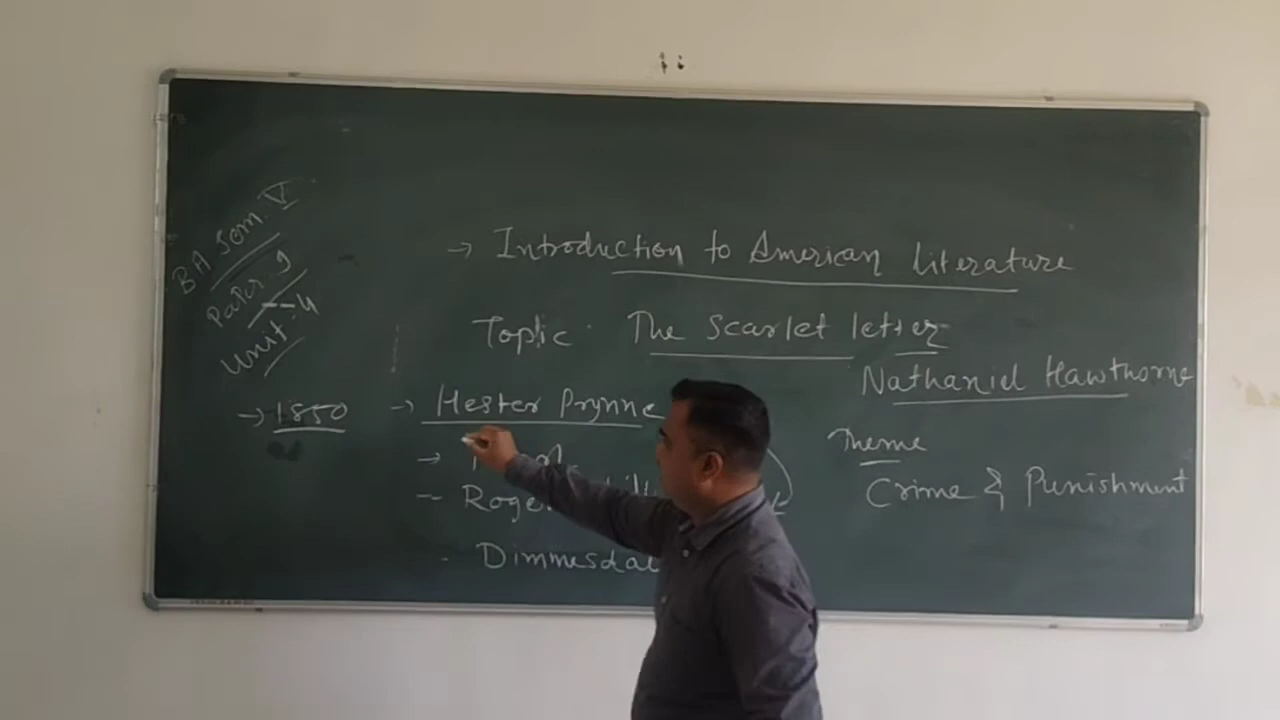 BA Sem. V
Paper 9
Unit - 4
→ Introduction to American literature
Topic : The Scarlet letter
Nathaniel Hawthorne
→ 1850
→ Hester Prynne
Theme
Roge
Crime & Punishment
- Dimmesdal